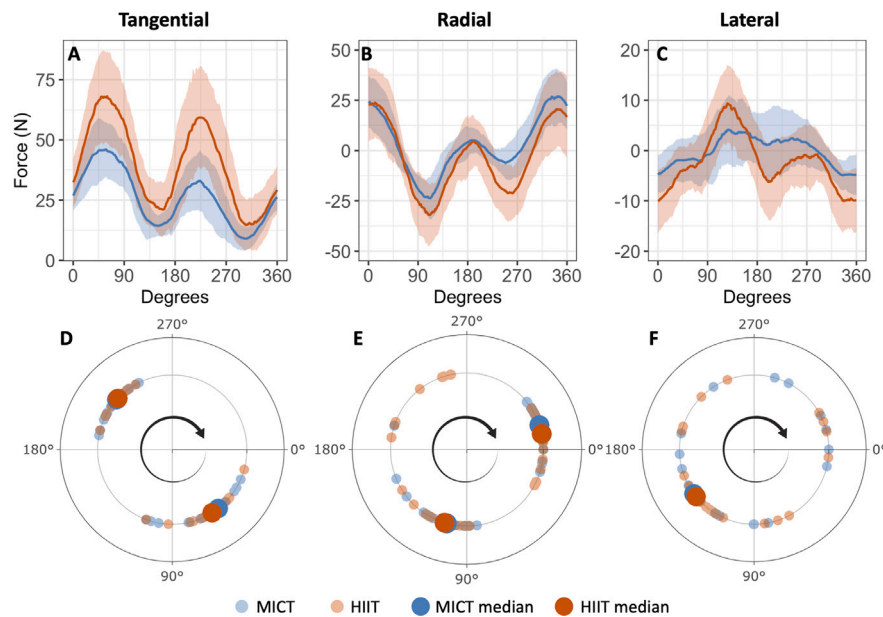 Tangential Radial Lateral
A B C
Force (N)
75
50
25
0
50
25
0
-25
-50
20
10
0
-10
-20
0 90 180 270 360 0 90 180 270 360 0 90 180 270 360
Degrees Degrees Degrees
D E F
270° 270° 270°
180° 0° 180° 0° 180° 0°
90° 90° 90°
MICT HIIT MICT median HIIT median